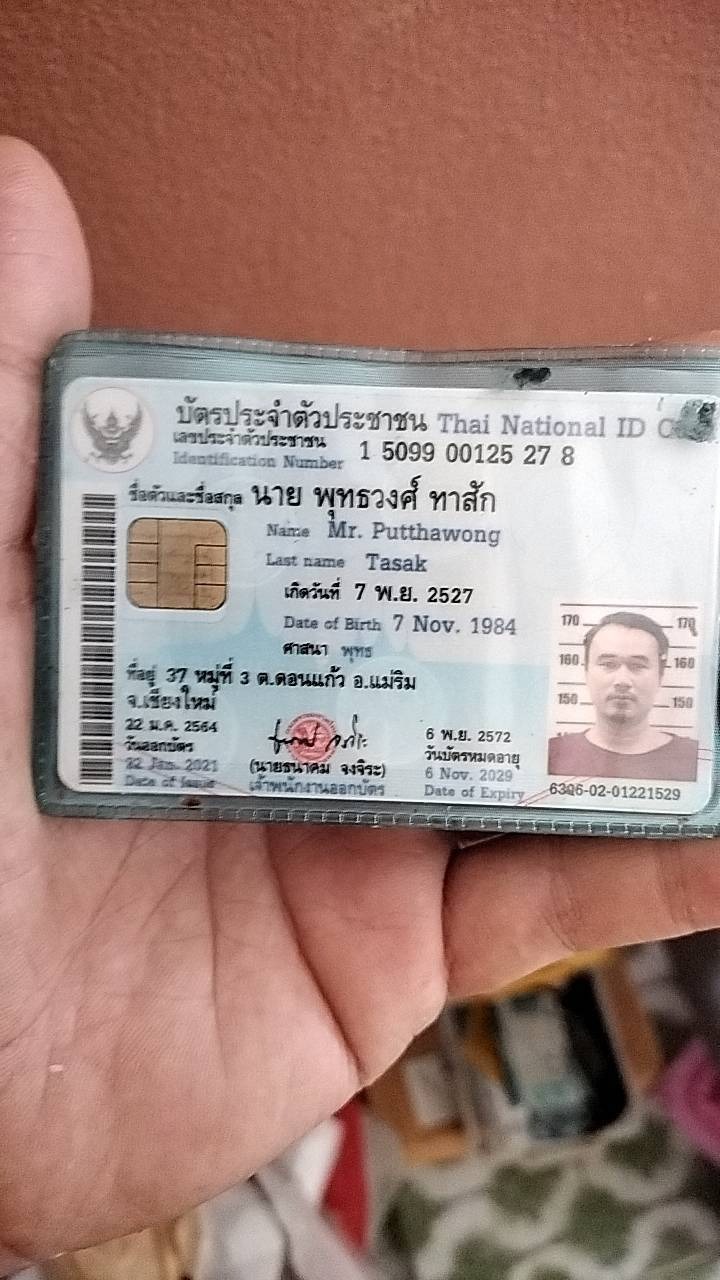 บัตรประจำตัวประชาชน Thai National ID
เลขประจำตัวประชาชน
Identification Number 1 5099 00125 27 8
ชื่อตัวและชื่อสกุล นาย พุทธวงศ์ ทาสัก
Name Mr. Putthawong
Last name Tasak
เกิดวันที่ 7 พ.ย. 2527
Date of Birth 7 Nov. 1984
ศาสนา พุทธ
ที่อยู่ 37 หมู่ที่ 3 ต.ดอนแก้ว อ.แม่ริม
จ.เชียงใหม่
22 ม.ค. 2564
วันออกบัตร
22 Jan. 2021
Date of Issue
(นายธนาคม จงจิระ)
เจ้าพนักงานออกบัตร
6 พ.ย. 2572
วันบัตรหมดอายุ
6 Nov. 2029
Date of Expiry
170 170
160 160
150 150
6306-02-01221529